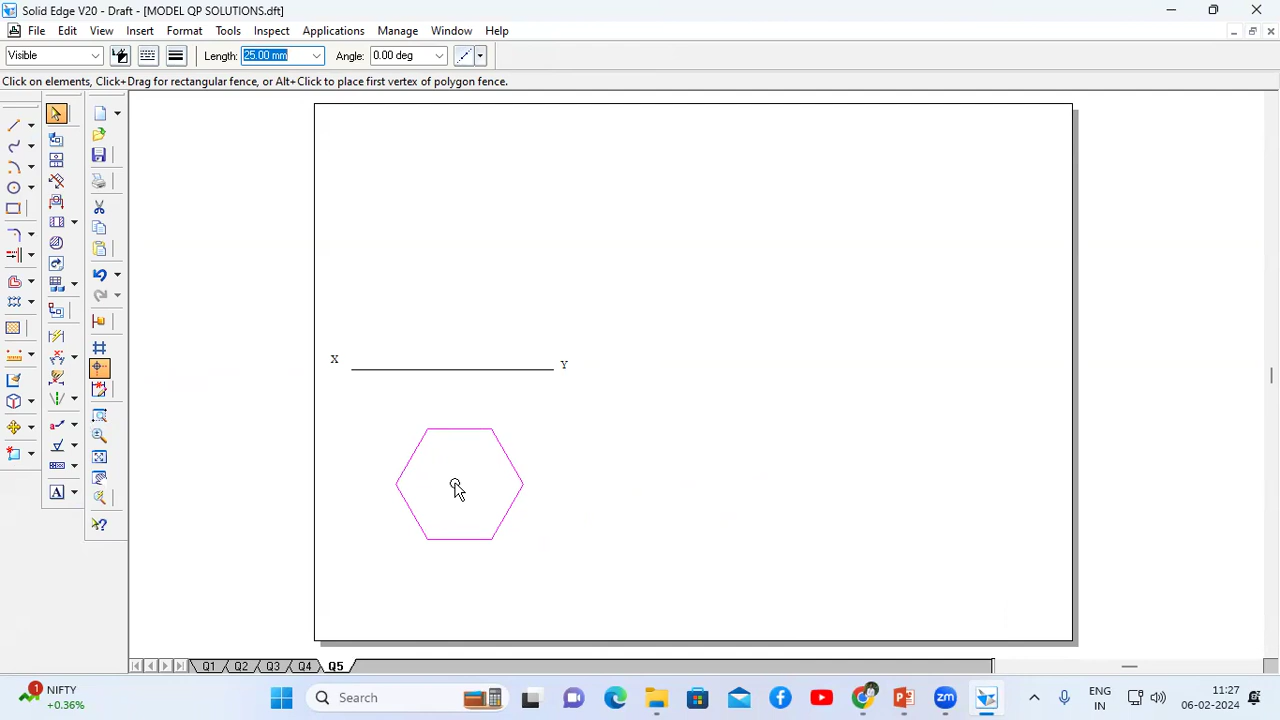 Solid Edge V20 - Draft - [MODEL QP SOLUTIONS.dft]
File Edit View Insert Format Tools Inspect Applications Manage Window Help
Visible Length: 25.00 mm Angle: 0.00 deg
Click on elements, Click+Drag for rectangular fence, or Alt+Click to place first vertex of polygon fence.
X Y
A
Q1 Q2 Q3 Q4 Q5
1 NIFTY
+0.36%
Search
zm
ENG
IN
11:27
06-02-2024